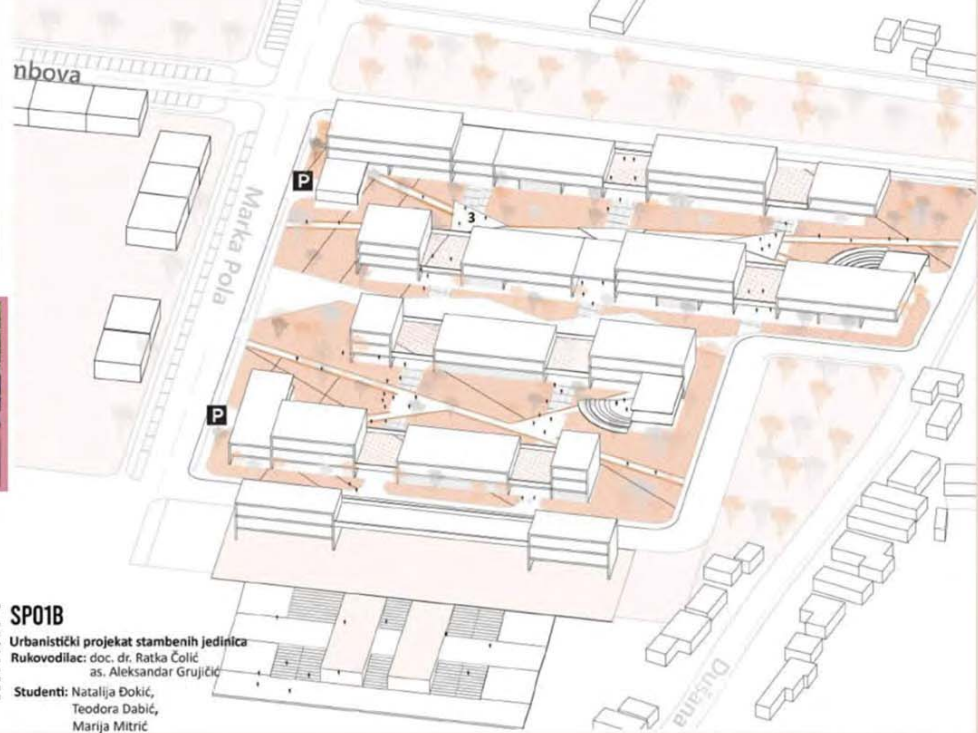 mbova
P
Marka Pola
3
P
SP01B
Urbanistički projekat stambenih jedinica
Rukovodilac: doc. dr. Ratka Čolić
as. Aleksandar Grujičić
Studenti: Natalija Đokić,
Teodora Dabić,
Marija Mitrić
Dušana